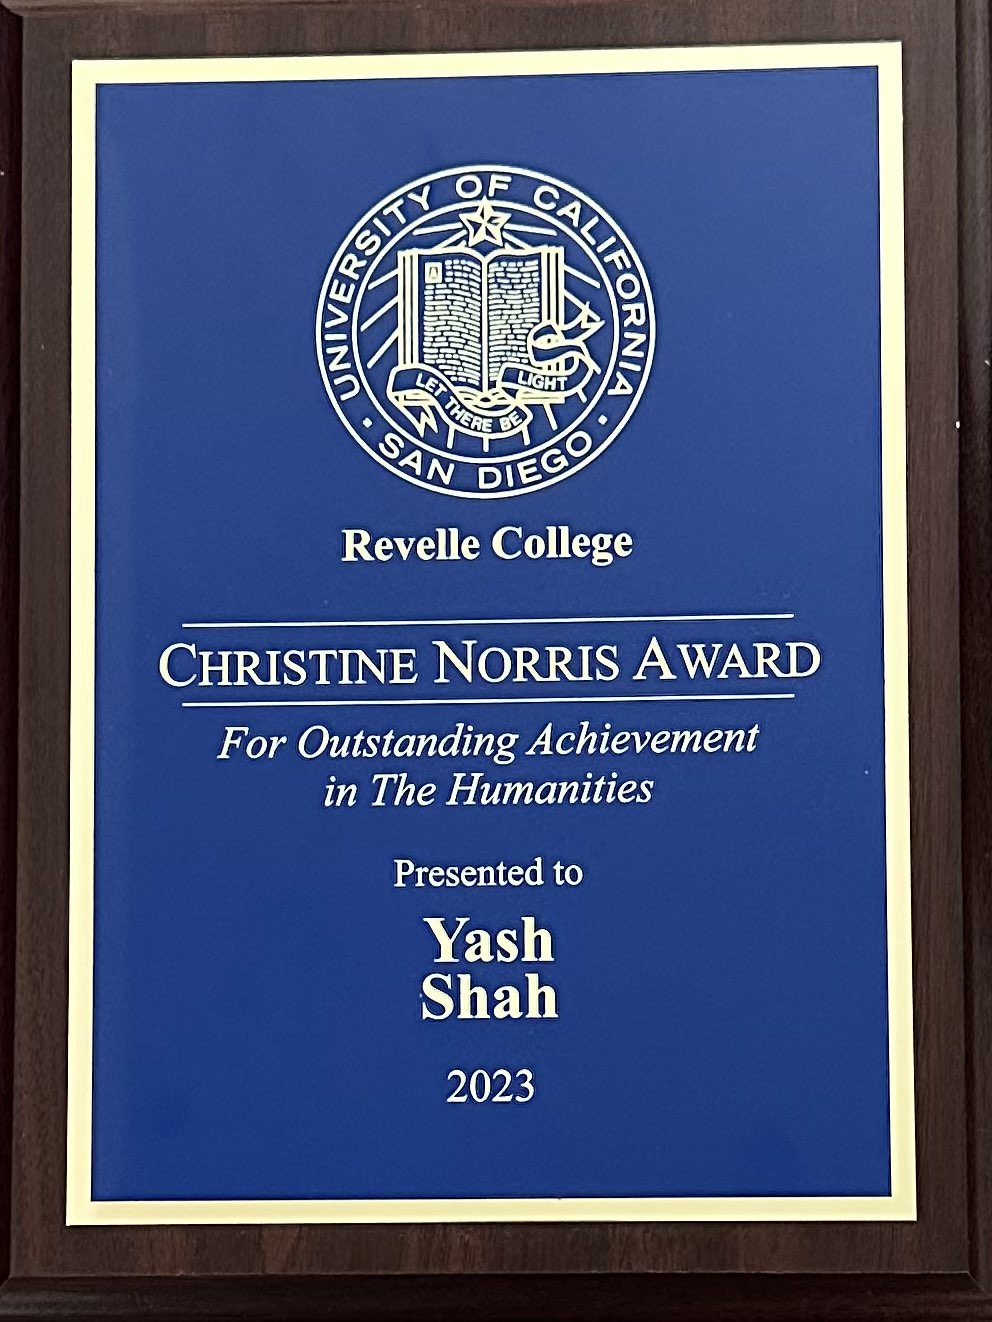 UNIVERSITY OF CALIFORNIA
· SAN DIEGO ·
A
LET THERE BE LIGHT
Revelle College
CHRISTINE NORRIS AWARD
For Outstanding Achievement
in The Humanities
Presented to
Yash
Shah
2023